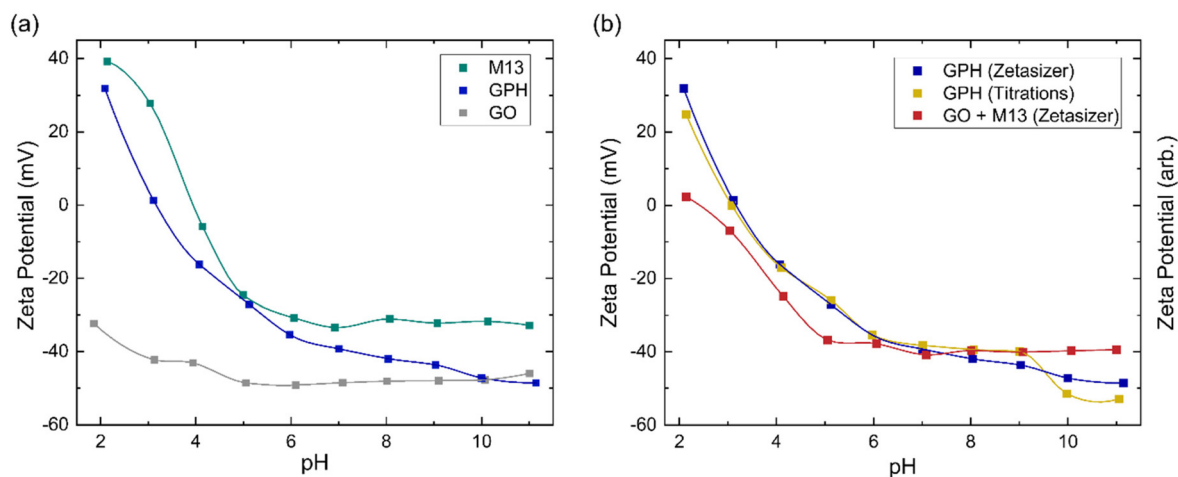 (a)
40
20
0
-20
-40
-60
Zeta Potential (mV)
2 4 6 8 10
pH
M13
GPH
GO
(b)
40
20
0
-20
-40
-60
Zeta Potential (mV)
2 4 6 8 10
pH
GPH (Zetasizer)
GPH (Titrations)
GO + M13 (Zetasizer)
Zeta Potential (arb.)